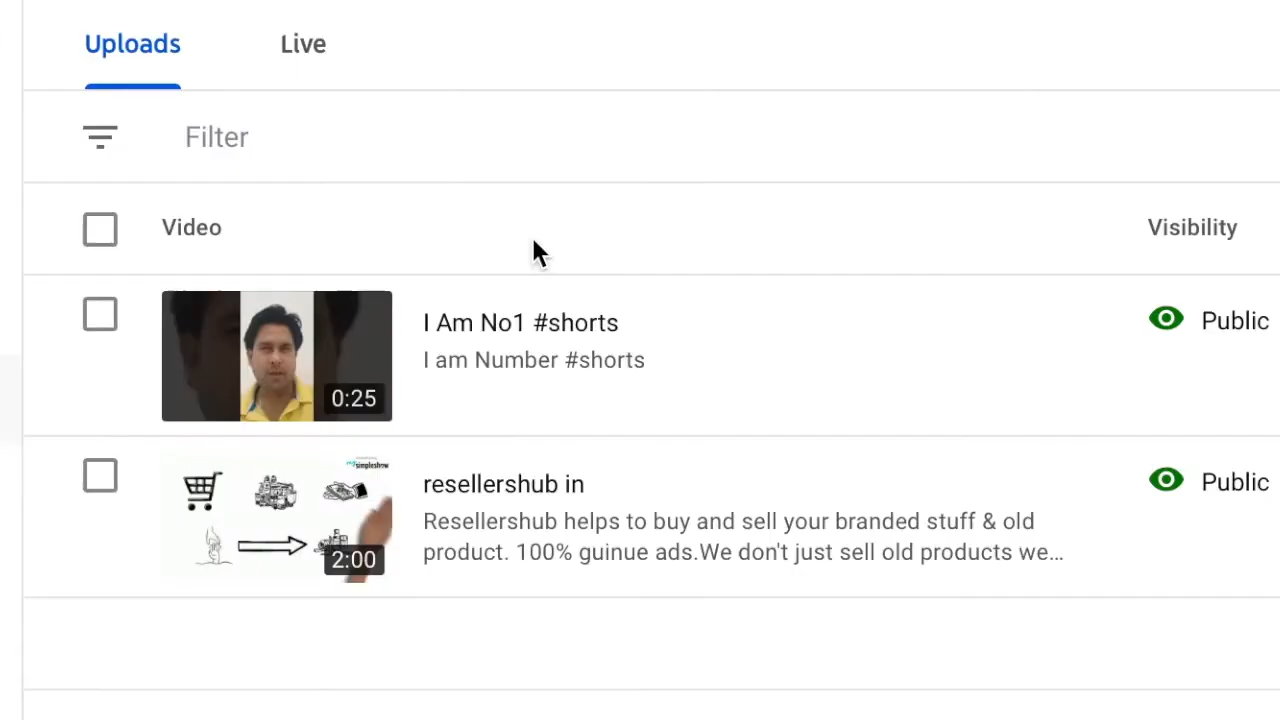 Uploads Live
Filter
Video Visibility
I Am No1 #shorts
Public
I am Number #shorts
0:25
simpleshow
resellershub in
Public
Resellershub helps to buy and sell your branded stuff & old
product. 100% guinue ads.We don't just sell old products we...
2:00